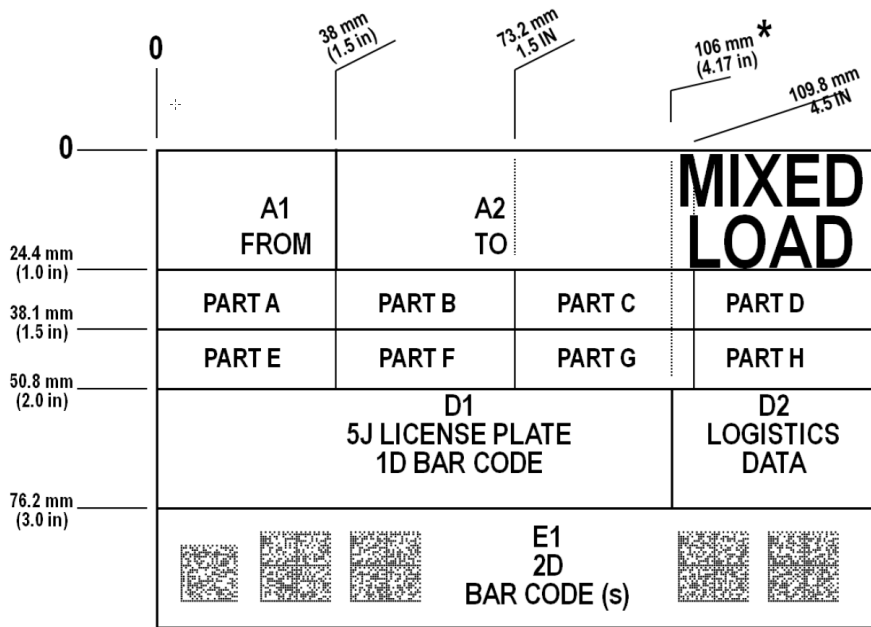 0
38 mm
(1.5 in)
73.2 mm
1.5 IN
106 mm *
(4.17 in)
109.8 mm
4.5 IN
0
A1
FROM
A2
TO
MIXED
LOAD
24.4 mm
(1.0 in)
PART A PART B PART C PART D
38.1 mm
(1.5 in)
PART E PART F PART G PART H
50.8 mm
(2.0 in)
D1
5J LICENSE PLATE
1D BAR CODE
D2
LOGISTICS
DATA
76.2 mm
(3.0 in)
E1
2D
BAR CODE (s)